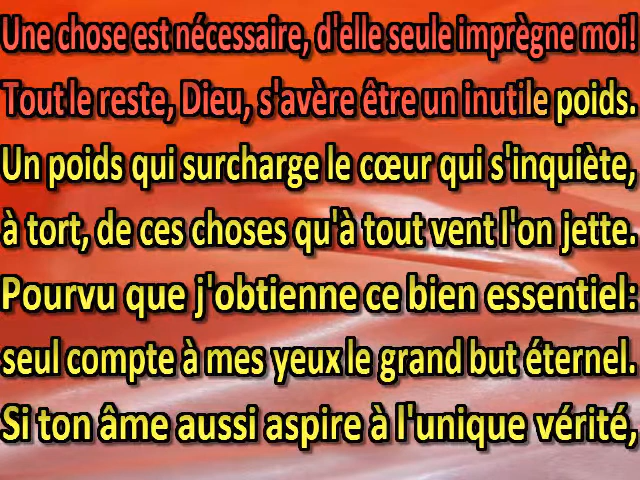 Une chose est nécessaire, d'elle seule imprègne moi!
Tout le reste, Dieu, s'avère être un inutile poids.
Un poids qui surcharge le cœur qui s'inquiète,
à tort, de ces choses qu'à tout vent l'on jette.
Pourvu que j'obtienne ce bien essentiel:
seul compte à mes yeux le grand but éternel.
Si ton âme aussi aspire à l'unique vérité,